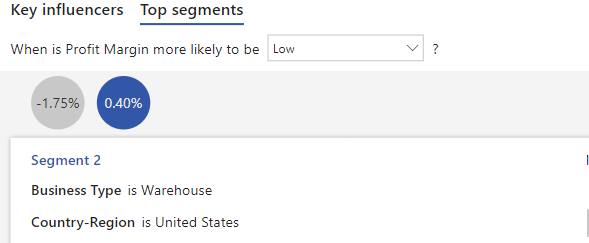 Key influencers Top segments
When is Profit Margin more likely to be Low ?
-1.75% 0.40%
Segment 2
Business Type is Warehouse
Country-Region is United States